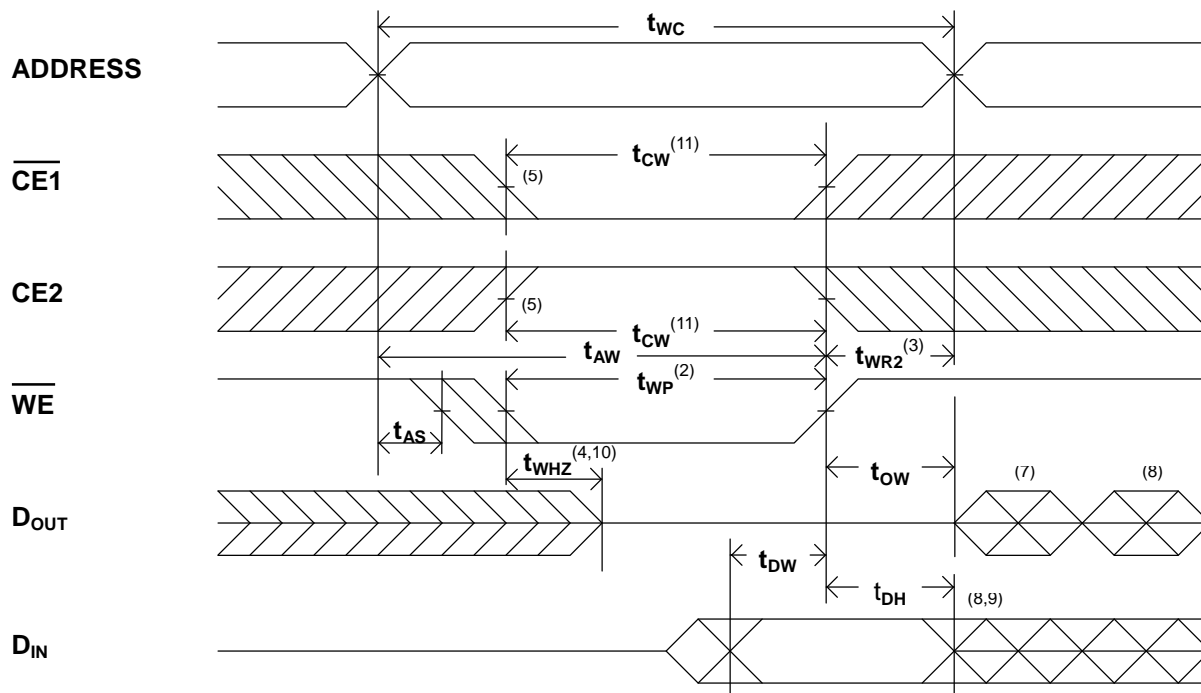 tWC
ADDRESS
tCW(11)
CE1
(5)
CE2
(5)
tCW(11)
tAW
tWR2(3)
tWP(2)
WE
tAS
tWHZ(4,10)
tOW
(7)
(8)
DOUT
tDW
tDH
(8,9)
DIN